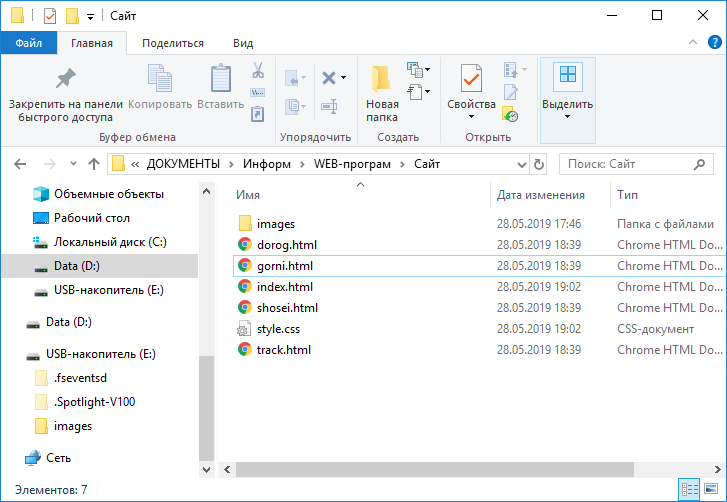 Сайт
Файл Главная Поделиться Вид
Закрепить на панели быстрого доступа
Копировать
Вставить
Новая папка
Свойства
Выделить
Буфер обмена
Упорядочить
Создать
Открыть
« ДОКУМЕНТЫ › Информ › WEB-програм › Сайт
Поиск: Сайт
Объемные объекты
Рабочий стол
Локальный диск (C:)
Data (D:)
USB-накопитель (E:)
Data (D:)
USB-накопитель (E:)
.fseventsd
.Spotlight-V100
images
Сеть
Имя Дата изменения Тип
images 28.05.2019 17:46 Папка с файлами
dorog.html 28.05.2019 18:39 Chrome HTML Do...
gorni.html 28.05.2019 18:39 Chrome HTML Do...
index.html 28.05.2019 19:02 Chrome HTML Do...
shosei.html 28.05.2019 18:39 Chrome HTML Do...
style.css 28.05.2019 19:02 CSS-документ
track.html 28.05.2019 18:39 Chrome HTML Do...
Элементов: 7